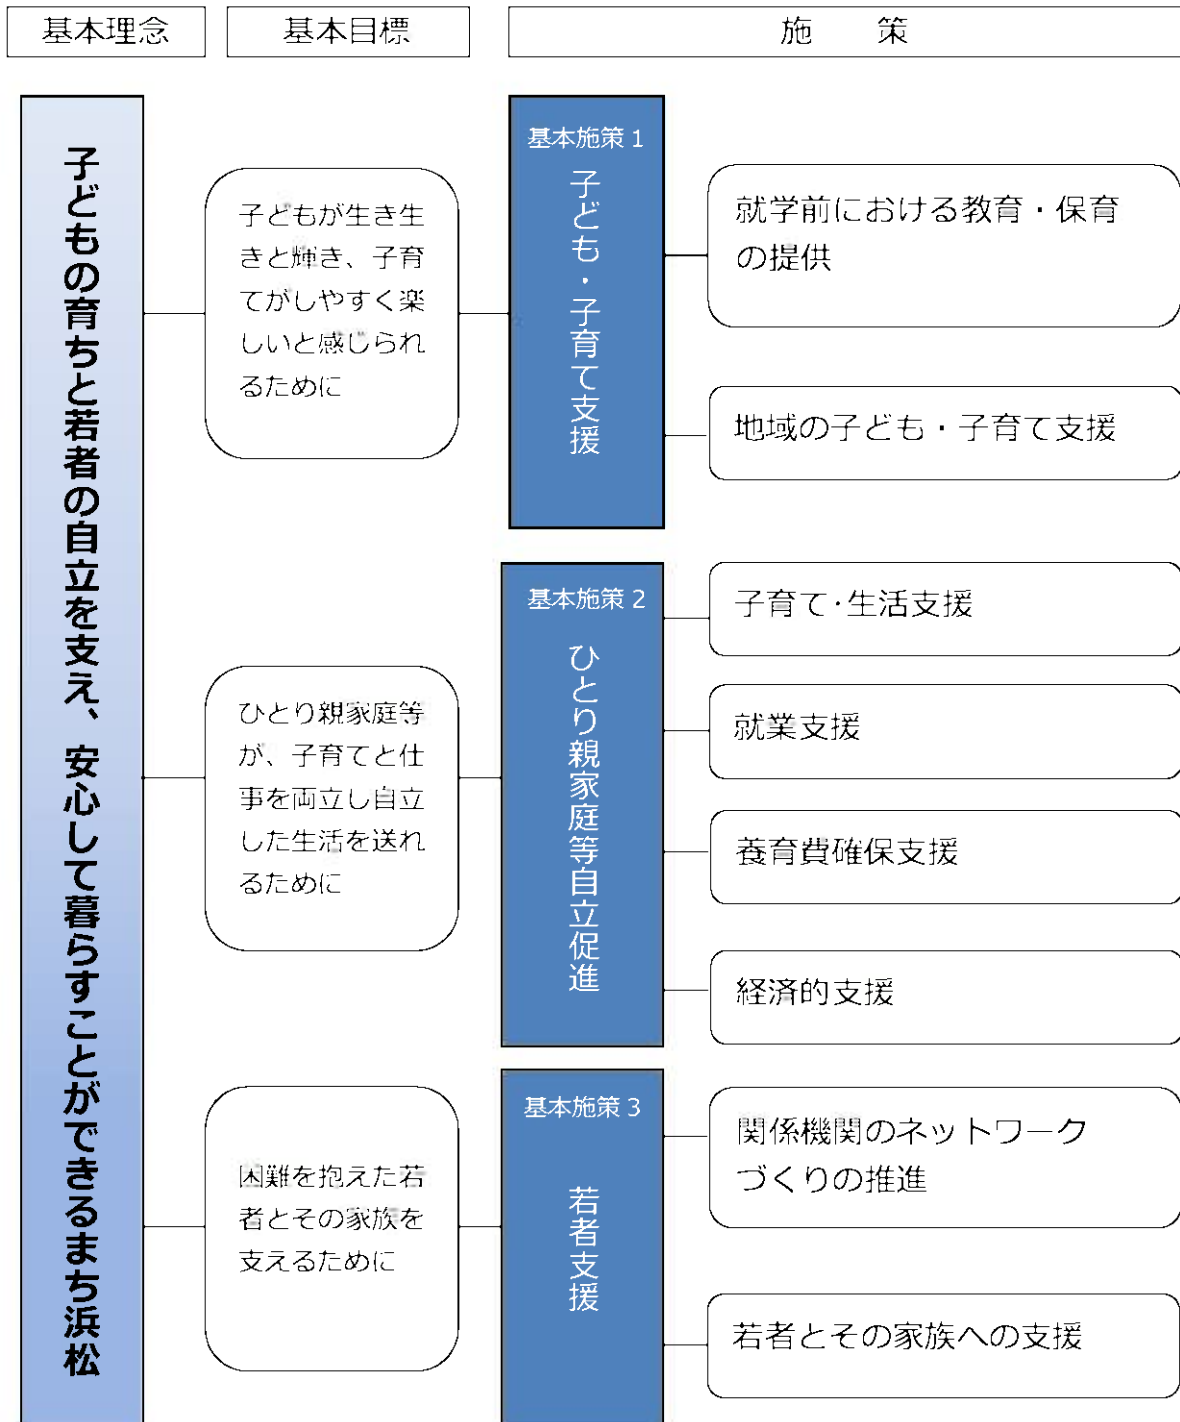 基本理念
基本目標
施　策
子どもの育ちと若者の自立を支え、安心して暮らすことができるまち浜松
子どもが生き生
きと輝き、子育
てがしやすく楽
しいと感じられ
るために
基本施策1
子ども・子育て支援
就学前における教育・保育
の提供
地域の子ども・子育て支援
ひとり親家庭等
が、子育てと仕
事を両立し自立
した生活を送れ
るために
基本施策2
ひとり親家庭等自立促進
子育て・生活支援
就業支援
養育費確保支援
経済的支援
困難を抱えた若
者とその家族を
支えるために
基本施策3
若者支援
関係機関のネットワーク
づくりの推進
若者とその家族への支援